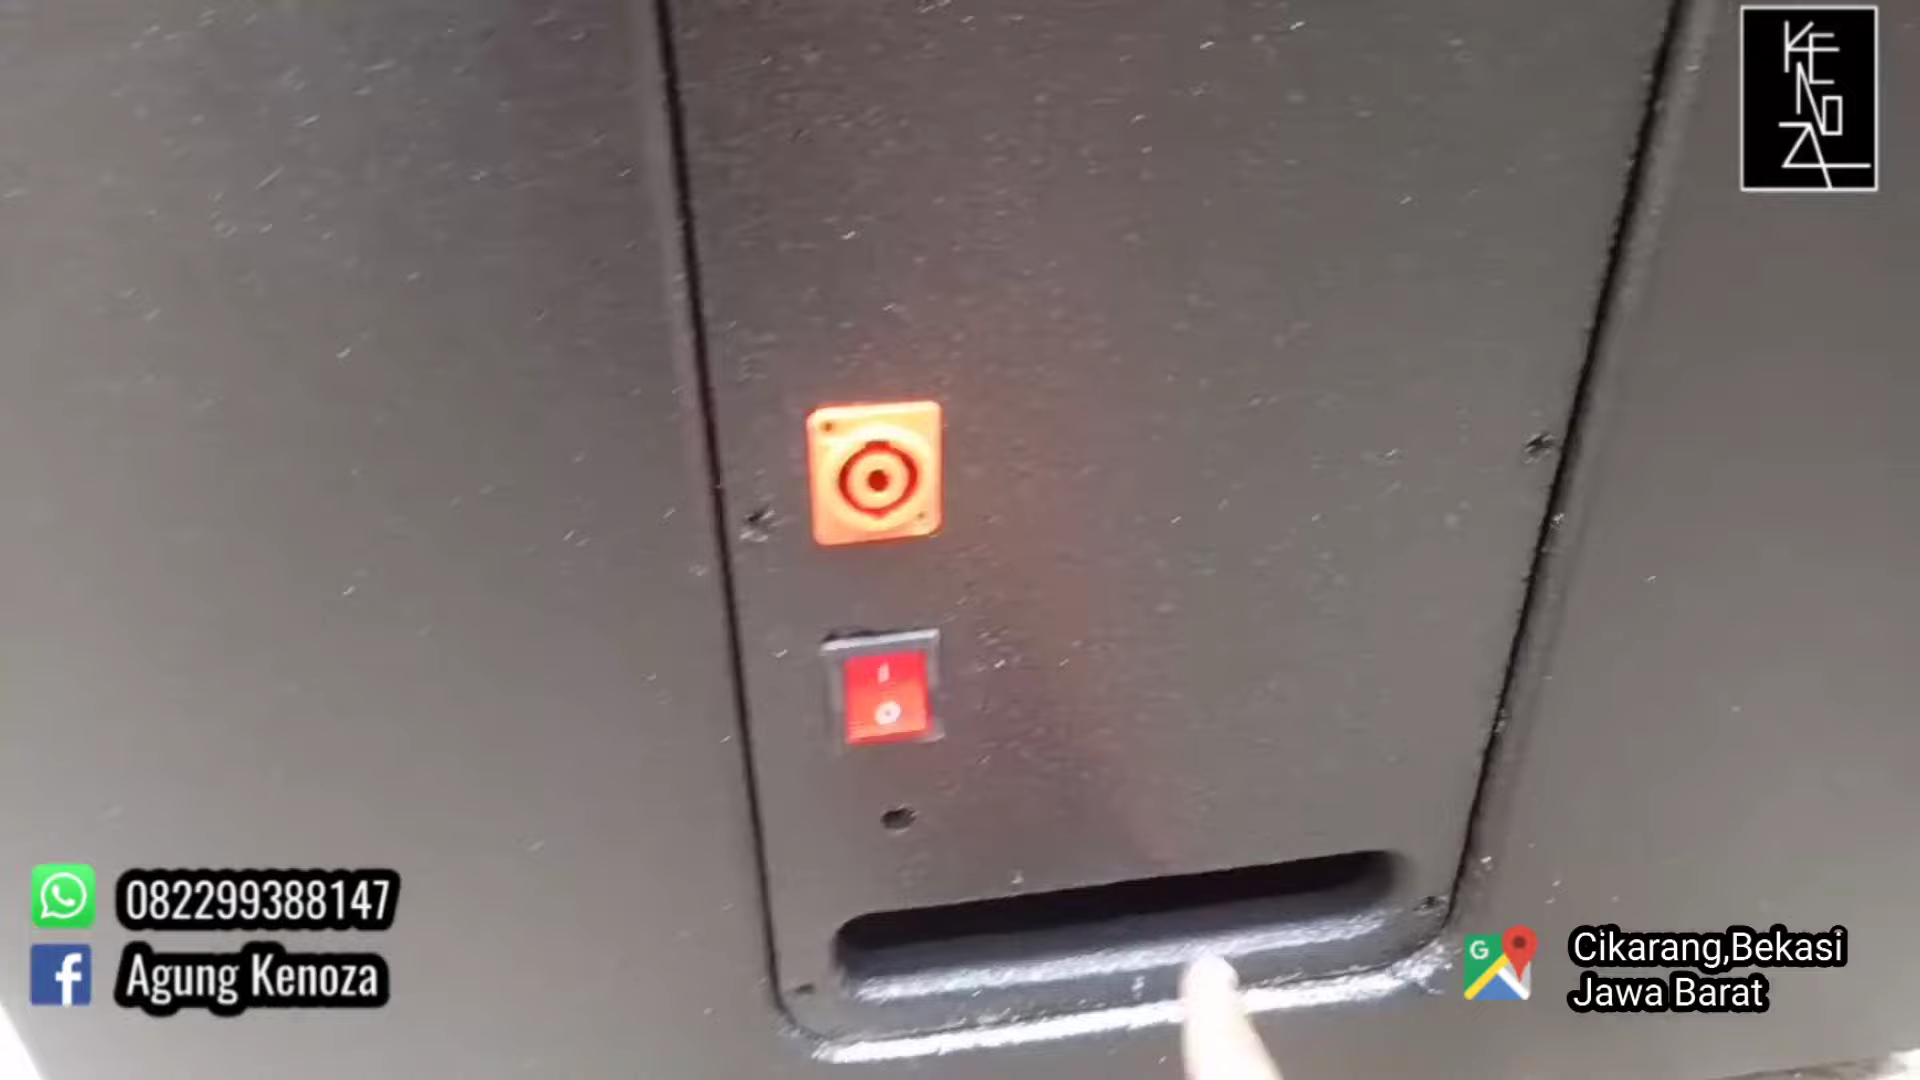 KENOZA
I
O
082299388147
Agung Kenoza
G
Cikarang,Bekasi
Jawa Barat